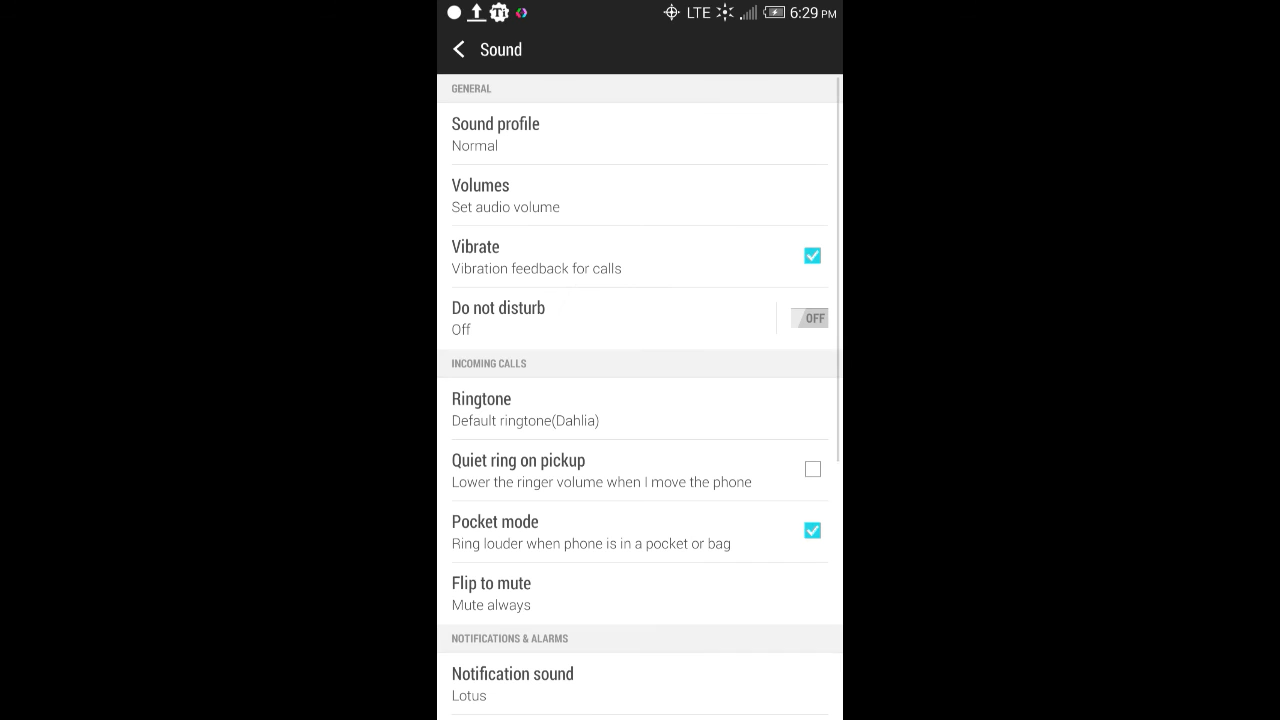 LTE 6:29 PM
Sound
GENERAL
Sound profile
Normal
Volumes
Set audio volume
Vibrate
Vibration feedback for calls
Do not disturb
Off
OFF
INCOMING CALLS
Ringtone
Default ringtone(Dahlia)
Quiet ring on pickup
Lower the ringer volume when I move the phone
Pocket mode
Ring louder when phone is in a pocket or bag
Flip to mute
Mute always
NOTIFICATIONS & ALARMS
Notification sound
Lotus